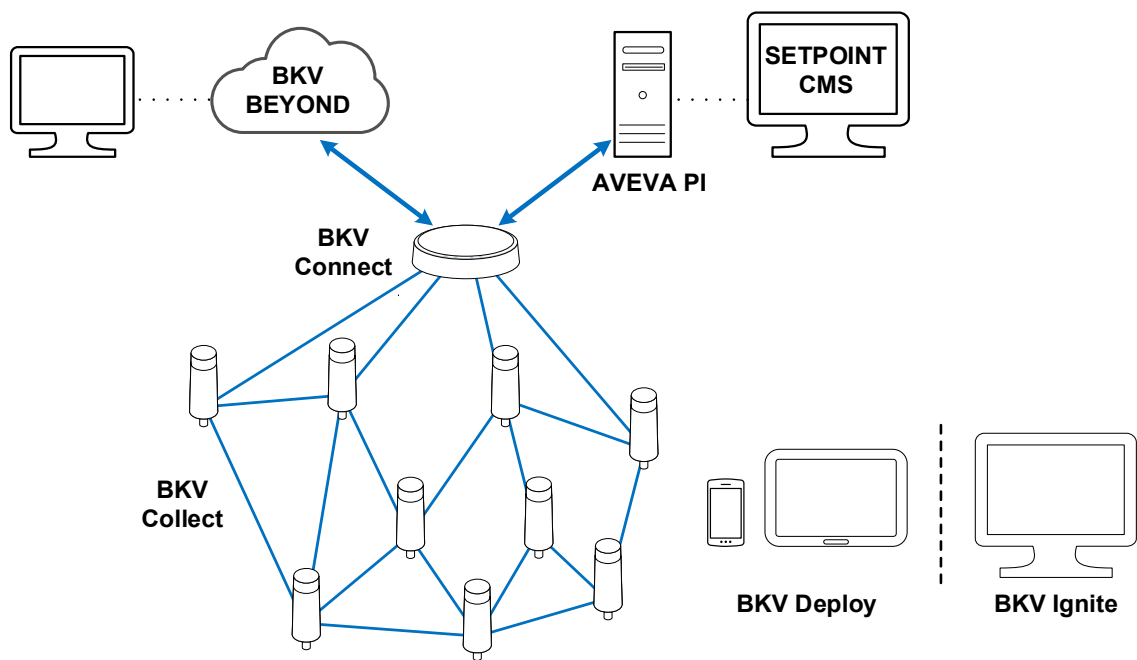 BKV
BEYOND
SETPOINT
CMS
AVEVA PI
BKV
Connect
BKV
Collect
BKV Deploy
BKV Ignite